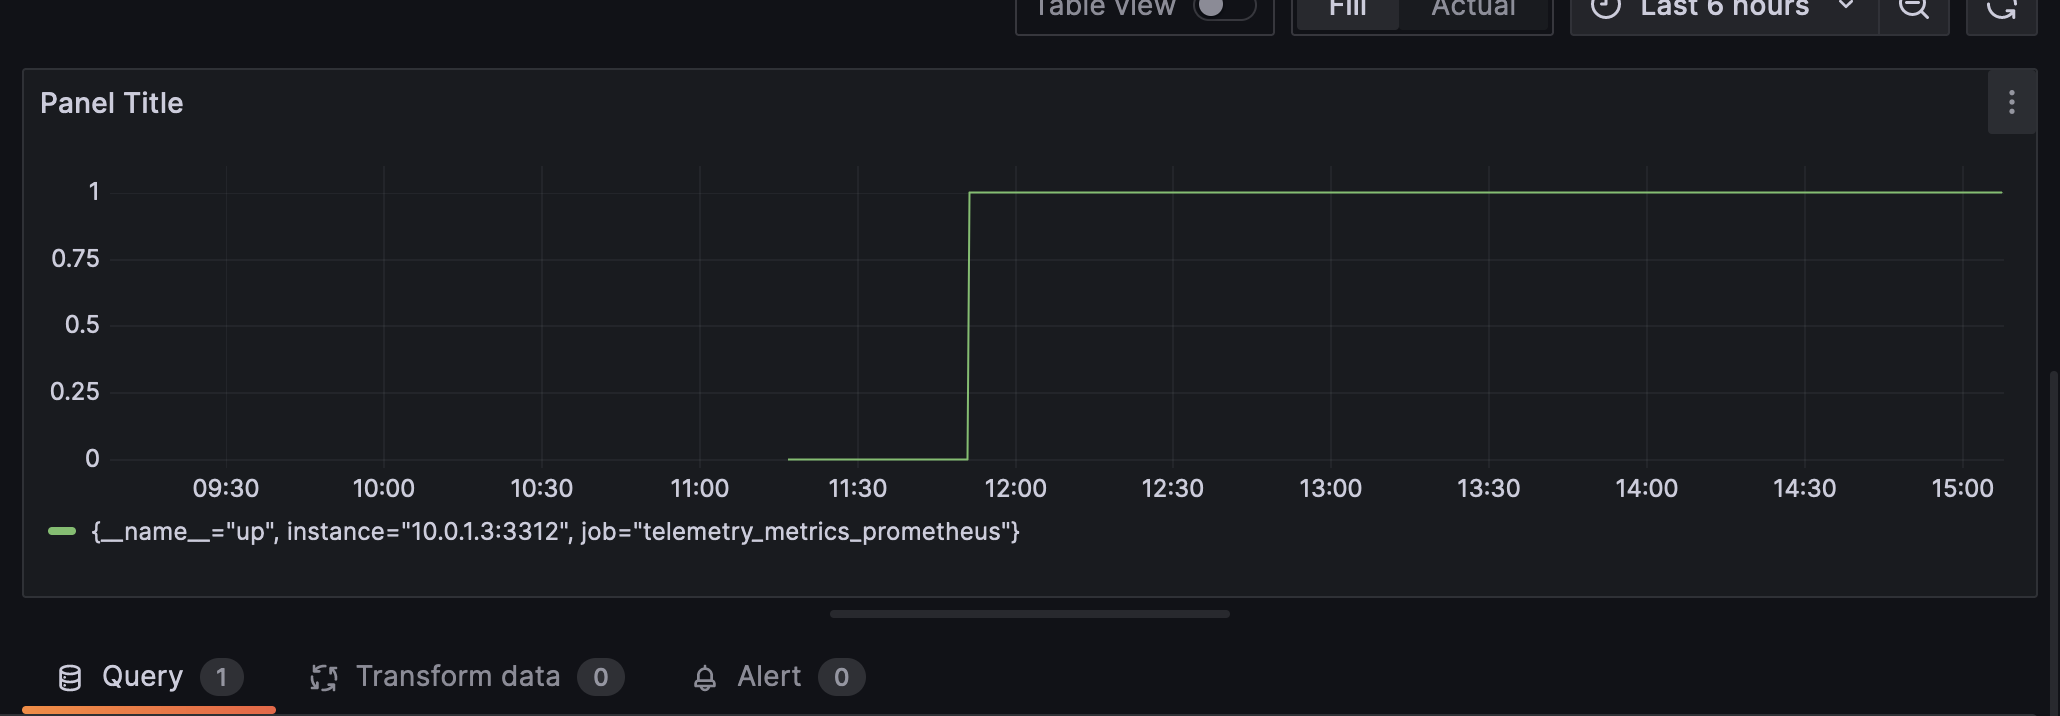 Table view Fill Actual Last 6 hours
Panel Title
1
0.75
0.5
0.25
0
09:30 10:00 10:30 11:00 11:30 12:00 12:30 13:00 13:30 14:00 14:30 15:00
{__name__="up", instance="10.0.1.3:3312", job="telemetry_metrics_prometheus"}
Query 1 Transform data 0 Alert 0